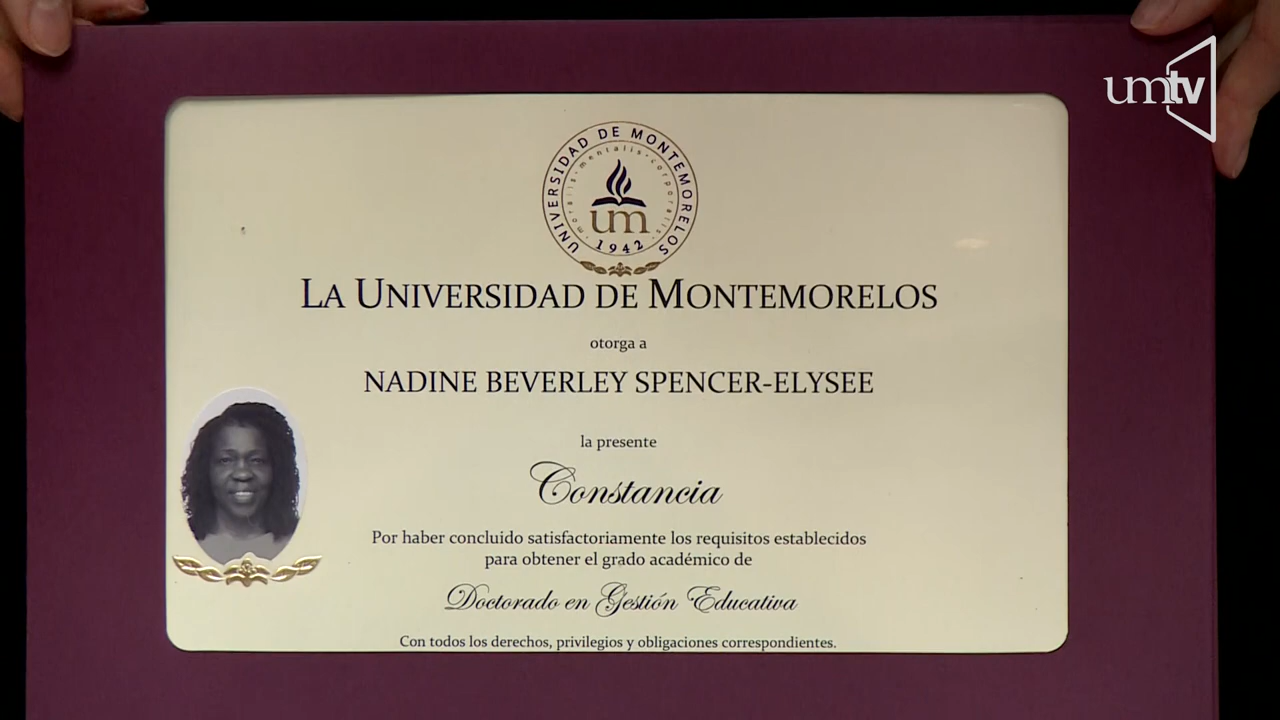 umtv
UNIVERSIDAD DE MONTEMORELOS
moralis · mentalis · corporalis
um
1942
LA UNIVERSIDAD DE MONTEMORELOS
otorga a
NADINE BEVERLEY SPENCER-ELYSEE
la presente
Constancia
Por haber concluido satisfactoriamente los requisitos establecidos
para obtener el grado académico de
Doctorado en Gestión Educativa
Con todos los derechos, privilegios y obligaciones correspondientes.